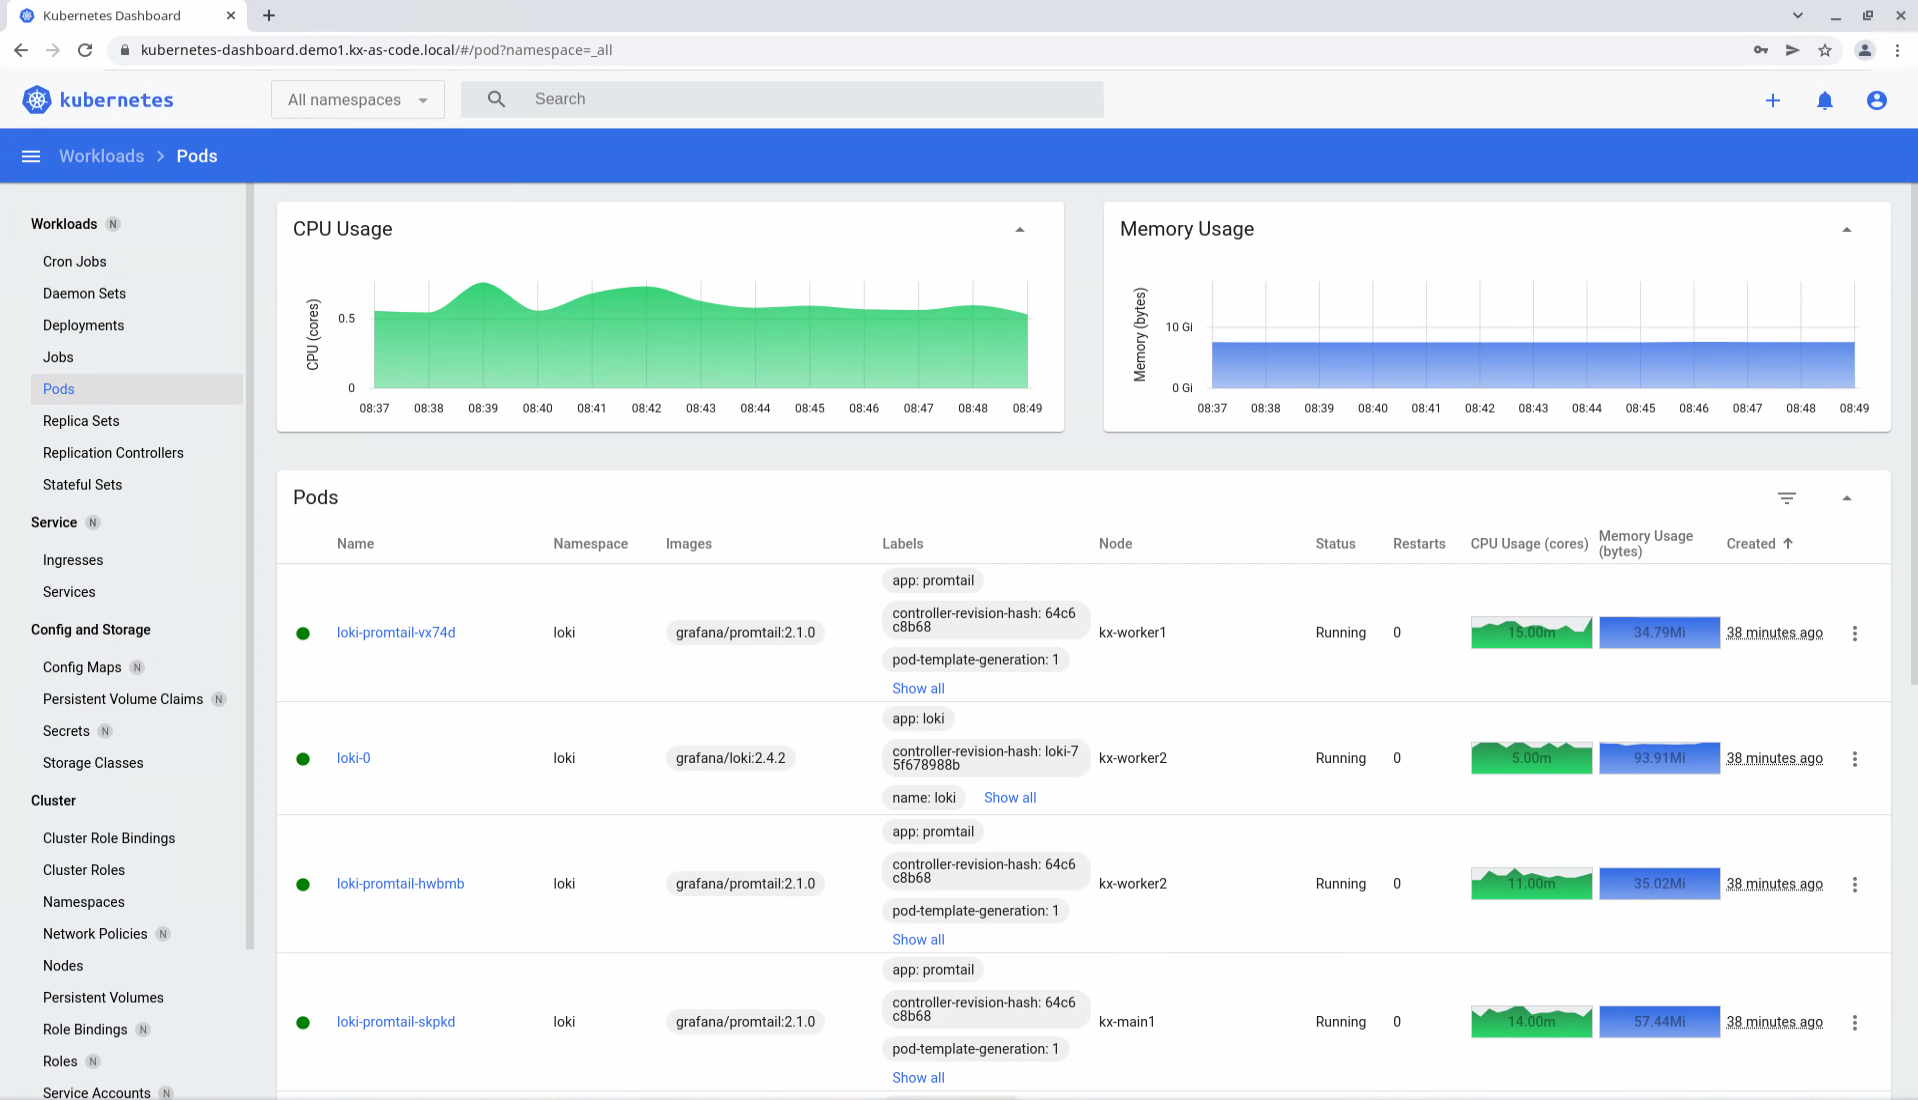 Kubernetes Dashboard
kubernetes-dashboard.demo1.kx-as-code.local/#/pod?namespace=_all
kubernetes
All namespaces
Search
Workloads > Pods
Workloads N
Cron Jobs
Daemon Sets
Deployments
Jobs
Pods
Replica Sets
Replication Controllers
Stateful Sets
Service N
Ingresses
Services
Config and Storage
Config Maps N
Persistent Volume Claims N
Secrets N
Storage Classes
Cluster
Cluster Role Bindings
Cluster Roles
Namespaces
Network Policies N
Nodes
Persistent Volumes
Role Bindings N
Roles N
Service Accounts N
CPU Usage
CPU (cores)
0.5
0
08:37 08:38 08:39 08:40 08:41 08:42 08:43 08:44 08:45 08:46 08:47 08:48 08:49
Memory Usage
Memory (bytes)
10 Gi
0 Gi
08:37 08:38 08:39 08:40 08:41 08:42 08:43 08:44 08:45 08:46 08:47 08:48 08:49
Pods
Name Namespace Images Labels Node Status Restarts CPU Usage (cores) Memory Usage (bytes) Created
app: promtail
controller-revision-hash: 64c6
c8b68
loki-promtail-vx74d loki grafana/promtail:2.1.0 kx-worker1 Running 0 15.00m 34.79Mi 38 minutes ago
pod-template-generation: 1
Show all
app: loki
controller-revision-hash: loki-7
5f678988b
loki-0 loki grafana/loki:2.4.2 kx-worker2 Running 0 5.00m 93.91Mi 38 minutes ago
name: loki Show all
app: promtail
controller-revision-hash: 64c6
c8b68
loki-promtail-hwbmb loki grafana/promtail:2.1.0 kx-worker2 Running 0 11.00m 35.02Mi 38 minutes ago
pod-template-generation: 1
Show all
app: promtail
controller-revision-hash: 64c6
c8b68
loki-promtail-skpkd loki grafana/promtail:2.1.0 kx-main1 Running 0 14.00m 57.44Mi 38 minutes ago
pod-template-generation: 1
Show all